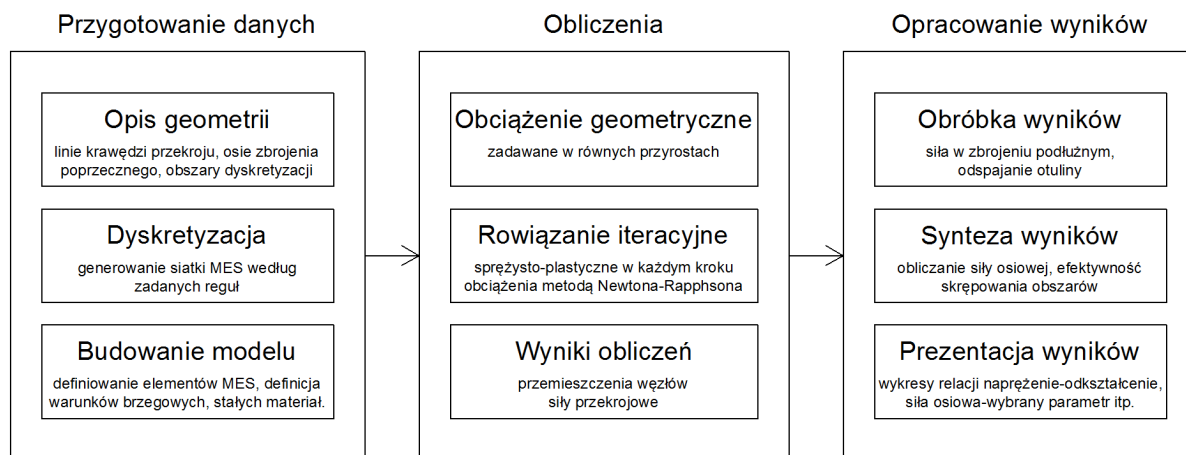 Przygotowanie danych
Opis geometrii
linie krawędzi przekroju, osie zbrojenia
poprzecznego, obszary dyskretyzacji
Dyskretyzacja
generowanie siatki MES według
zadanych reguł
Budowanie modelu
definiowanie elementów MES, definicja
warunków brzegowych, stałych materiał.
Obliczenia
Obciążenie geometryczne
zadawane w równych przyrostach
Rowiązanie iteracyjne
sprężysto-plastyczne w każdym kroku
obciążenia metodą Newtona-Rapphsona
Wyniki obliczeń
przemieszczenia węzłów
siły przekrojowe
Opracowanie wyników
Obróbka wyników
siła w zbrojeniu podłużnym,
odspajanie otuliny
Synteza wyników
obliczanie siły osiowej, efektywność
skrępowania obszarów
Prezentacja wyników
wykresy relacji naprężenie-odkształcenie,
siła osiowa-wybrany parametr itp.